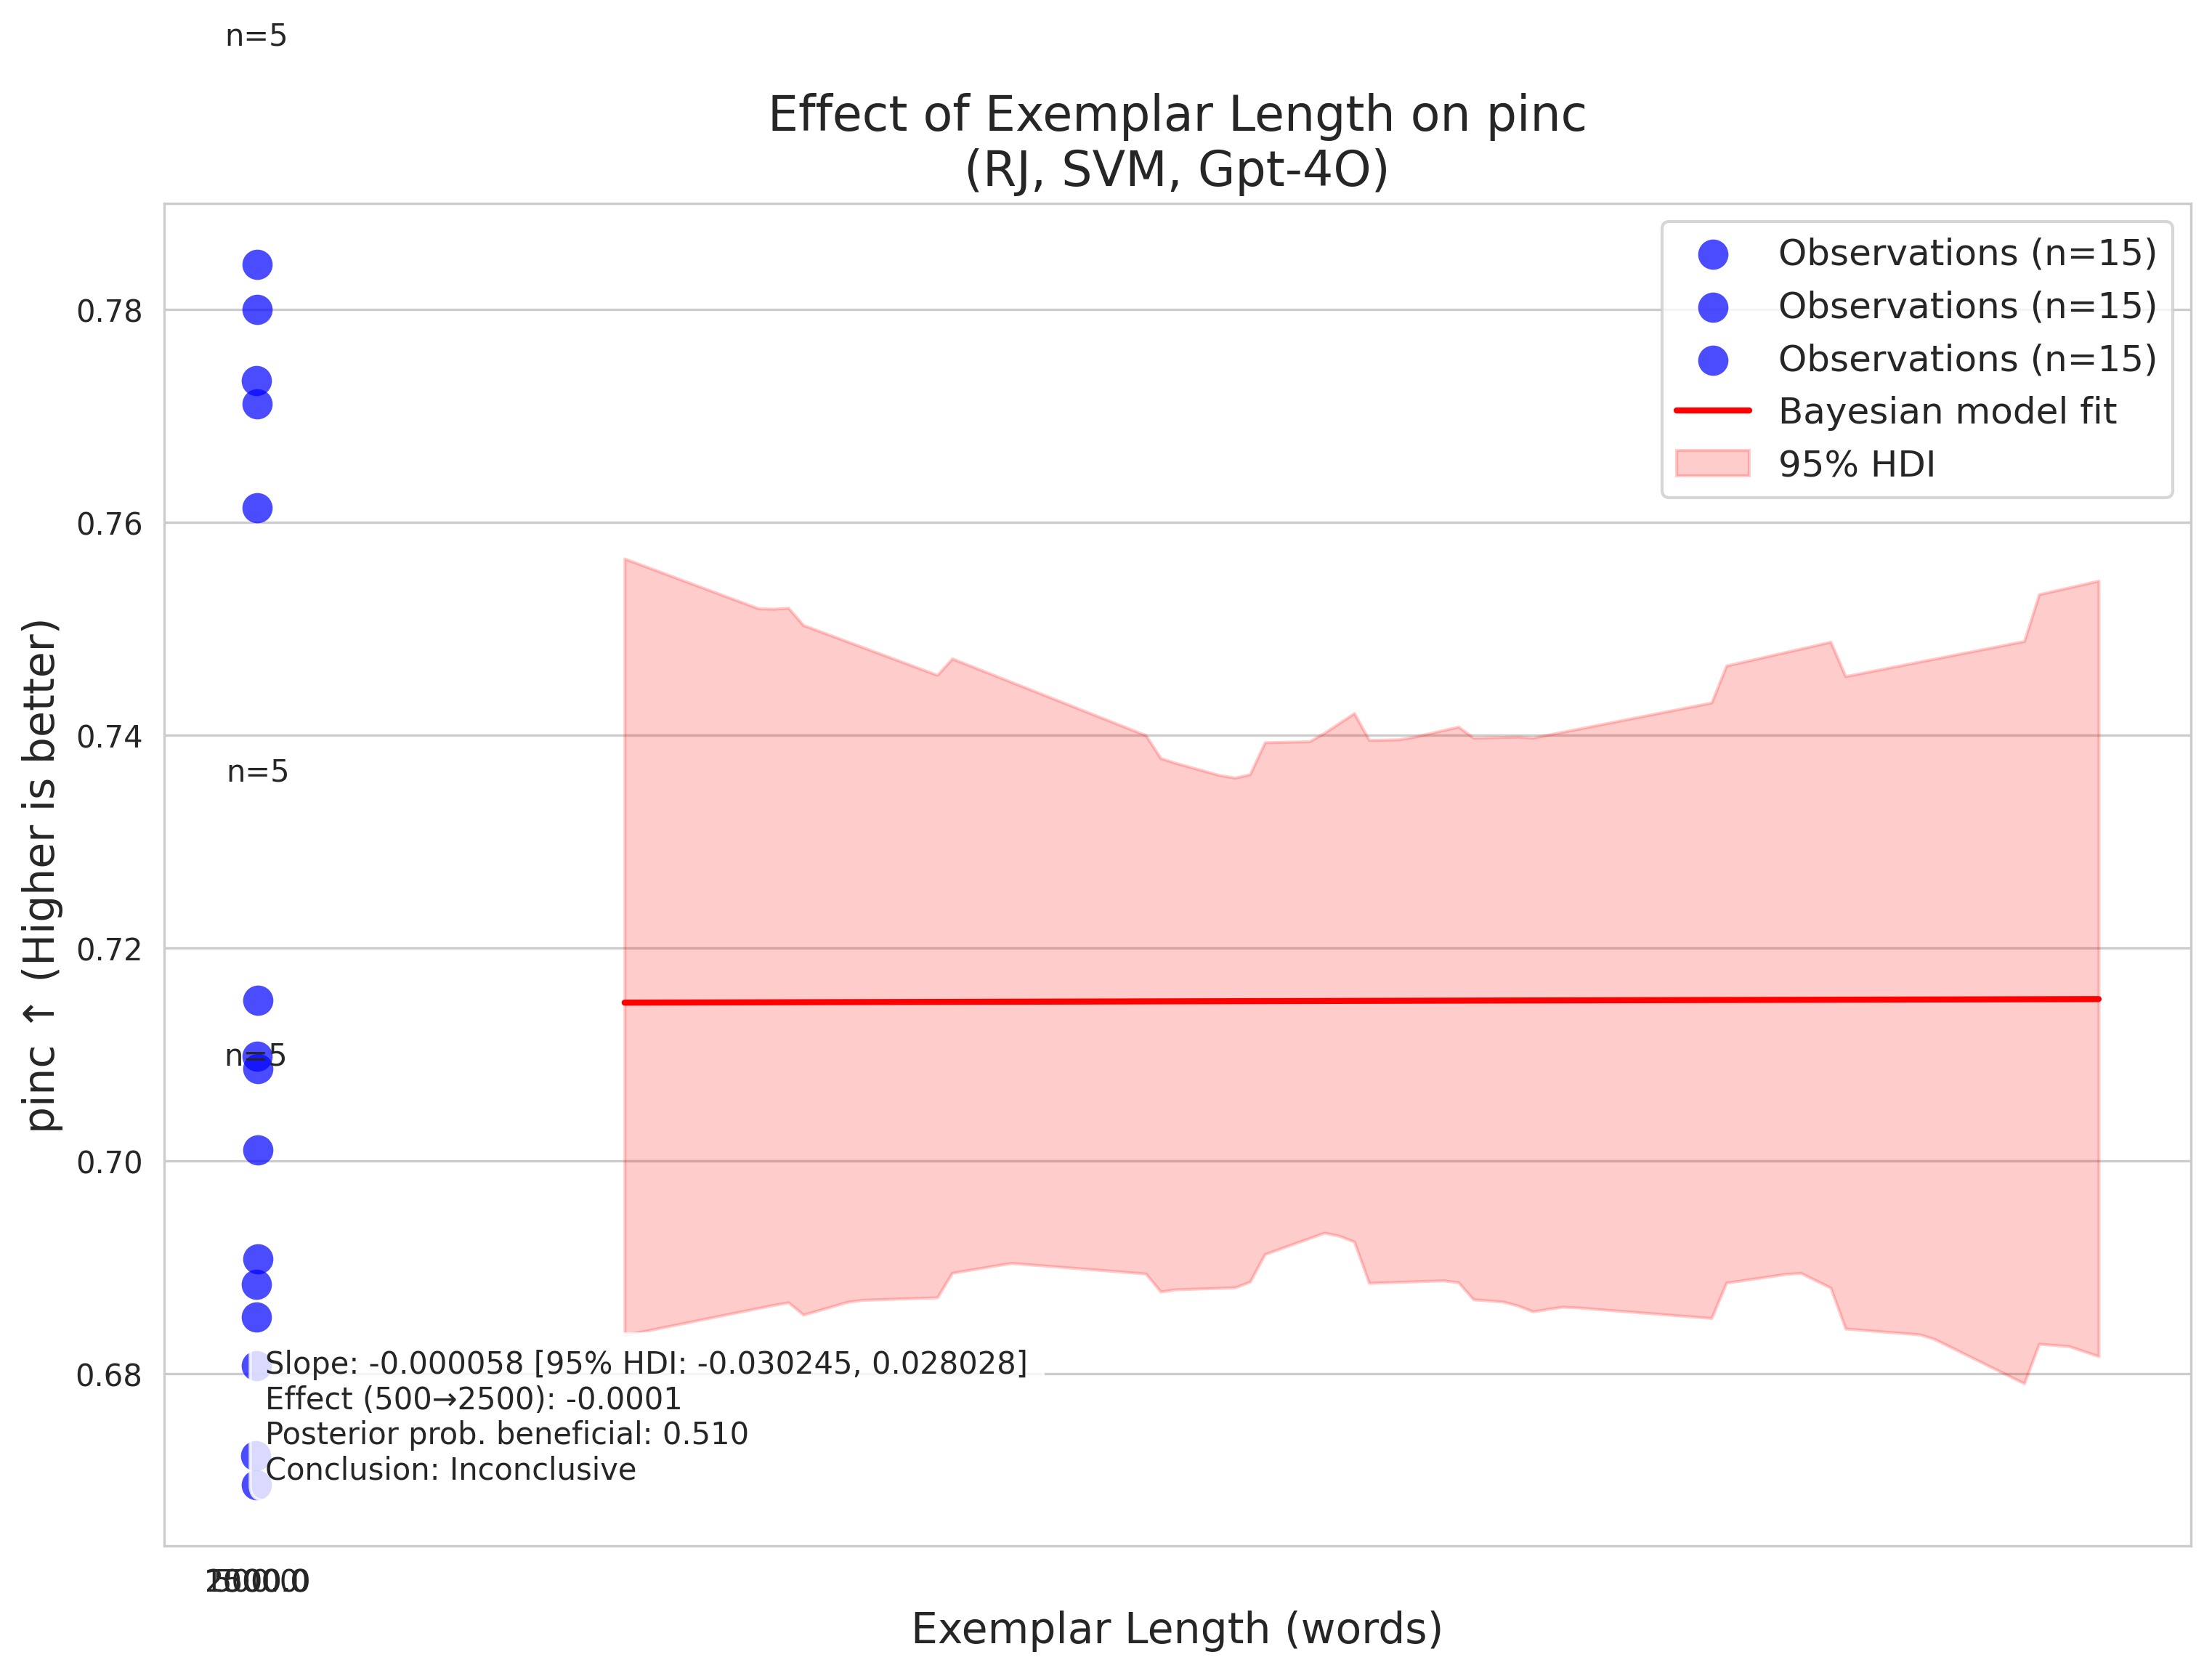 n=5
Effect of Exemplar Length on pinc
(RJ, SVM, Gpt-4O)
Observations (n=15)
Observations (n=15)
Observations (n=15)
Bayesian model fit
95% HDI
pinc ↑ (Higher is better)
0.78
0.76
0.74
n=5
0.72
n=5
0.70
0.68
Slope: -0.000058 [95% HDI: -0.030245, 0.028028]
Effect (500→2500): -0.0001
Posterior prob. beneficial: 0.510
Conclusion: Inconclusive
Exemplar Length (words)